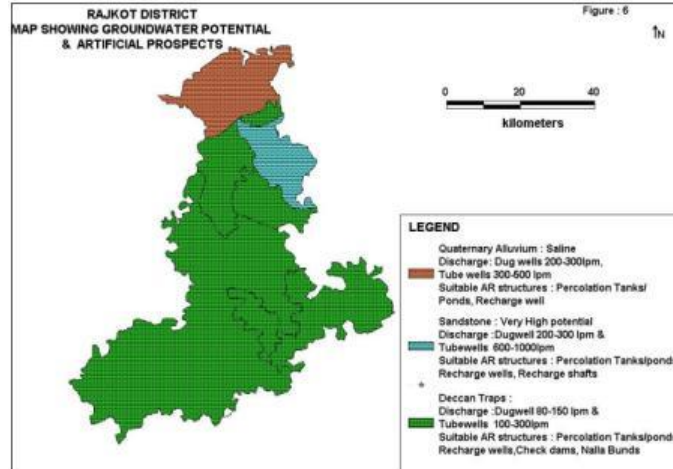 RAJKOT DISTRICT
MAP SHOWING GROUNDWATER POTENTIAL
& ARTIFICIAL PROSPECTS
Figure : 6
N
0 20 40
kilometers
LEGEND
Quaternary Alluvium : Saline
Discharge: Dug wells 200-300lpm,
Tube wells 300-500 lpm
Suitable AR structures : Percolation Tanks/
Ponds, Recharge well
Sandstone : Very High potential
Discharge :Dugwell 200-300 lpm &
Tubewells 600-1000lpm
Suitable AR structures : Percolation Tanks/pond
Recharge wells, Recharge shafts
Deccan Traps :
Discharge :Dugwell 80-150 lpm &
Tubewells 100-300lpm
Suitable AR structures : Percolation Tanks/pond
Recharge wells,Check dams, Nalla Bunds